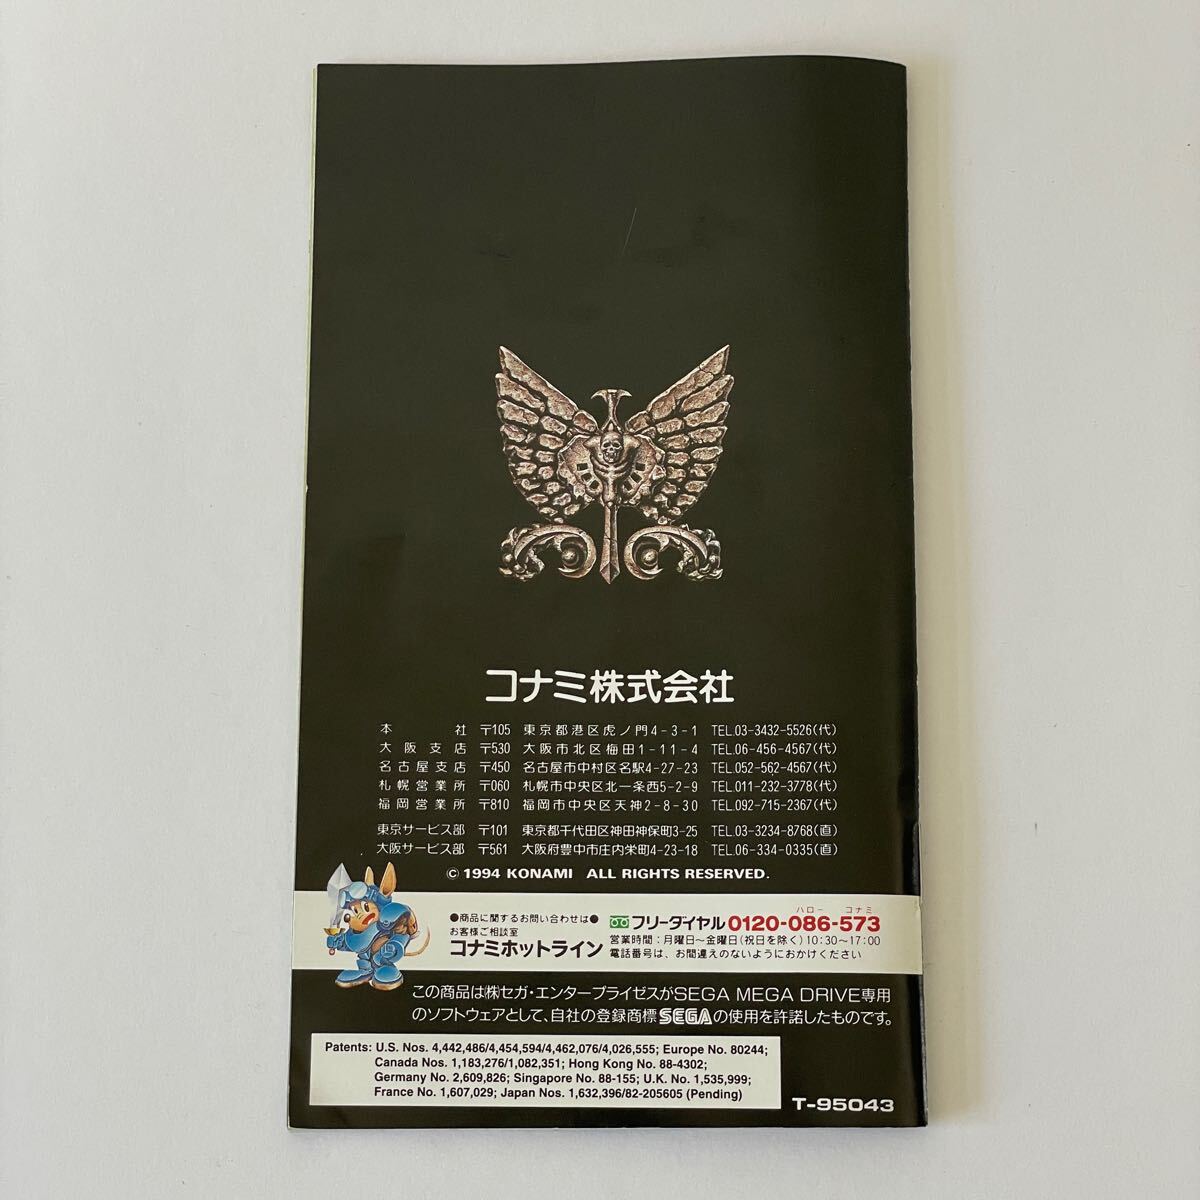 コナミ株式会社
本社 〒105 東京都港区虎ノ門4-3-1 TEL.03-3432-5526(代)
大阪支店 〒530 大阪市北区梅田1-11-4 TEL.06-456-4567(代)
名古屋支店 〒450 名古屋市中村区名駅4-27-23 TEL.052-562-4567(代)
札幌営業所 〒060 札幌市中央区北一条西5-2-9 TEL.011-232-3778(代)
福岡営業所 〒810 福岡市中央区天神2-8-30 TEL.092-715-2367(代)
東京サービス部 〒101 東京都千代田区神田神保町3-25 TEL.03-3234-8768(直)
大阪サービス部 〒561 大阪府豊中市庄内栄町4-23-18 TEL.06-334-0335(直)
© 1994 KONAMI ALL RIGHTS RESERVED.
●商品に関するお問い合わせは●
お客様ご相談室
コナミホットライン
ハロー コナミ
フリーダイヤル 0120-086-573
営業時間：月曜日〜金曜日(祝日を除く)10:30〜17:00
電話番号は、お間違えのないようにおかけください
この商品は㈱セガ・エンタープライゼスがSEGA MEGA DRIVE専用
のソフトウェアとして、自社の登録商標SEGAの使用を許諾したものです。
Patents: U.S. Nos. 4,442,486/4,454,594/4,462,076/4,026,555; Europe No. 80244;
Canada Nos. 1,183,276/1,082,351; Hong Kong No. 88-4302;
Germany No. 2,609,826; Singapore No. 88-155; U.K. No. 1,535,999;
France No. 1,607,029; Japan Nos. 1,632,396/82-205605 (Pending)
T-95043